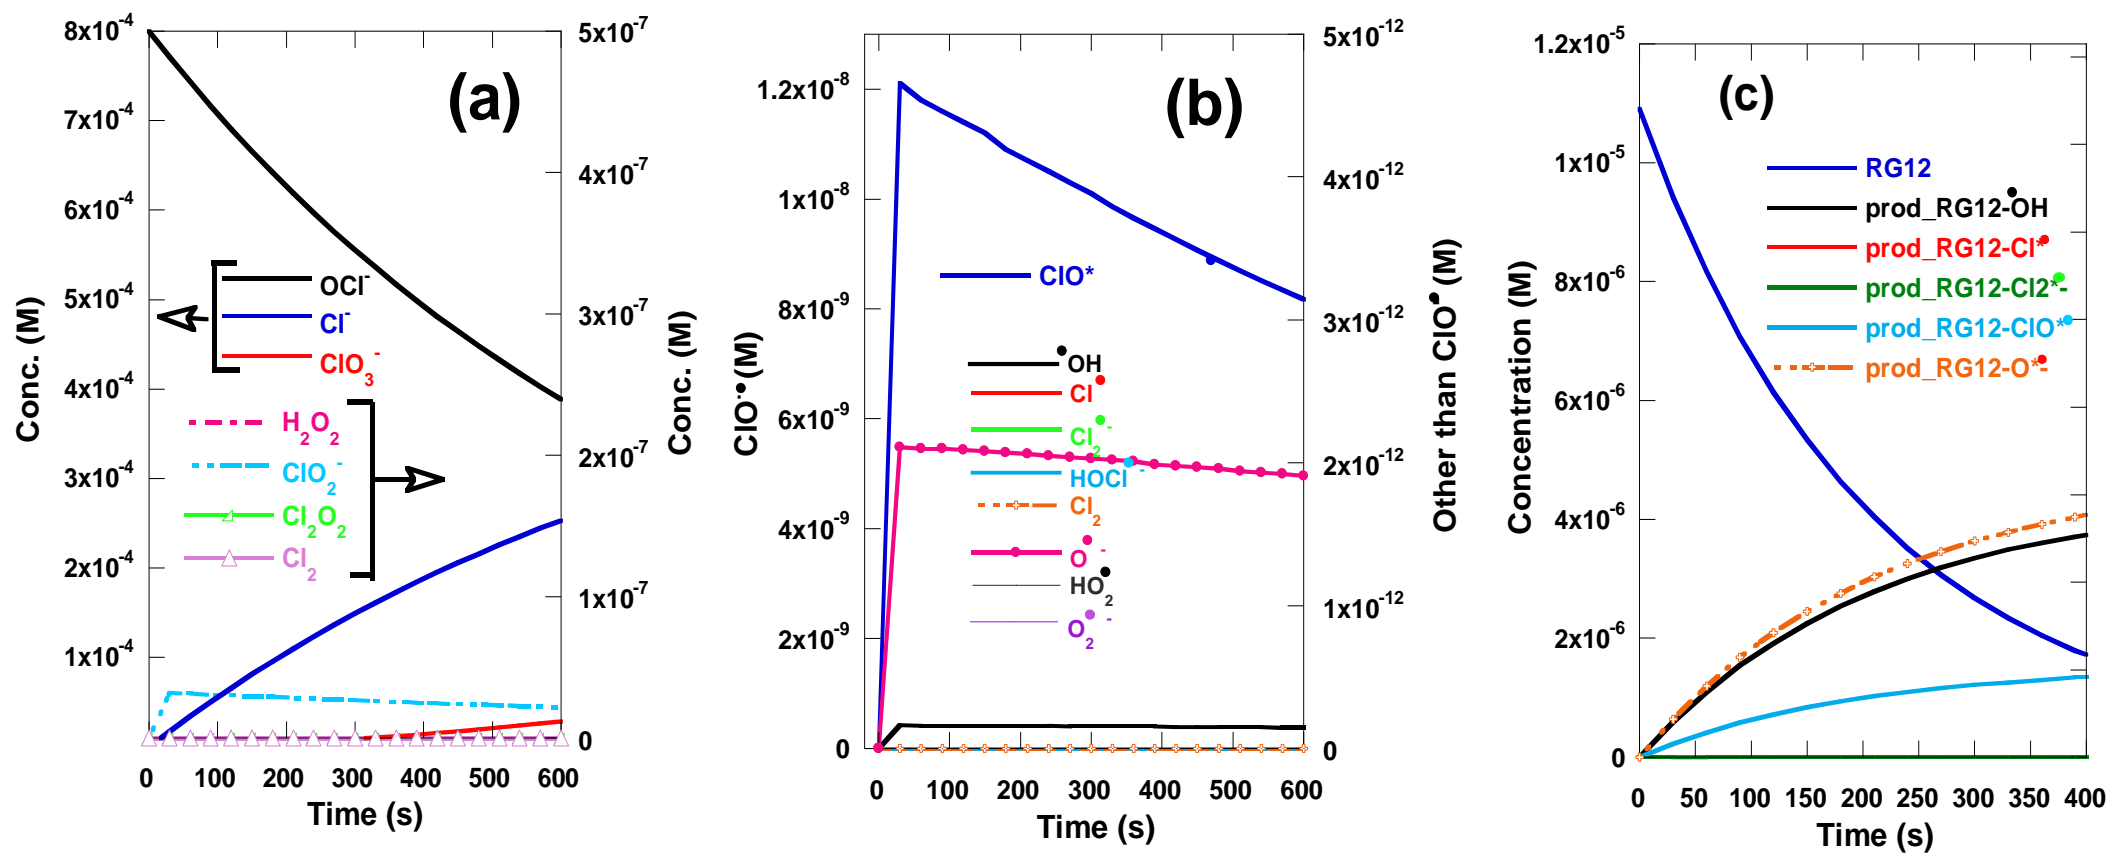 (a)
8x10-4
7x10-4
6x10-4
5x10-4
4x10-4
3x10-4
2x10-4
1x10-4
Conc. (M)
OCl-
Cl-
ClO3-
H2O2
ClO2-
Cl2O2
Cl2
5x10-7
4x10-7
3x10-7
2x10-7
1x10-7
0
Conc. (M)
0 100 200 300 400 500 600
Time (s)
(b)
1.2x10-8
1x10-8
8x10-9
6x10-9
4x10-9
2x10-9
0
ClO•(M)
ClO*
•OH
Cl•
Cl2•-
HOCl•-
Cl2
O•-
HO2•
O2•-
5x10-12
4x10-12
3x10-12
2x10-12
1x10-12
0
Other than ClO• (M)
0 100 200 300 400 500 600
Time (s)
(c)
1.2x10-5
1x10-5
8x10-6
6x10-6
4x10-6
2x10-6
0
Concentration (M)
RG12
prod_RG12-•OH
prod_RG12-Cl*•
prod_RG12-Cl2*•-
prod_RG12-ClO*•
prod_RG12-O*•-
0 50 100 150 200 250 300 350 400
Time (s)